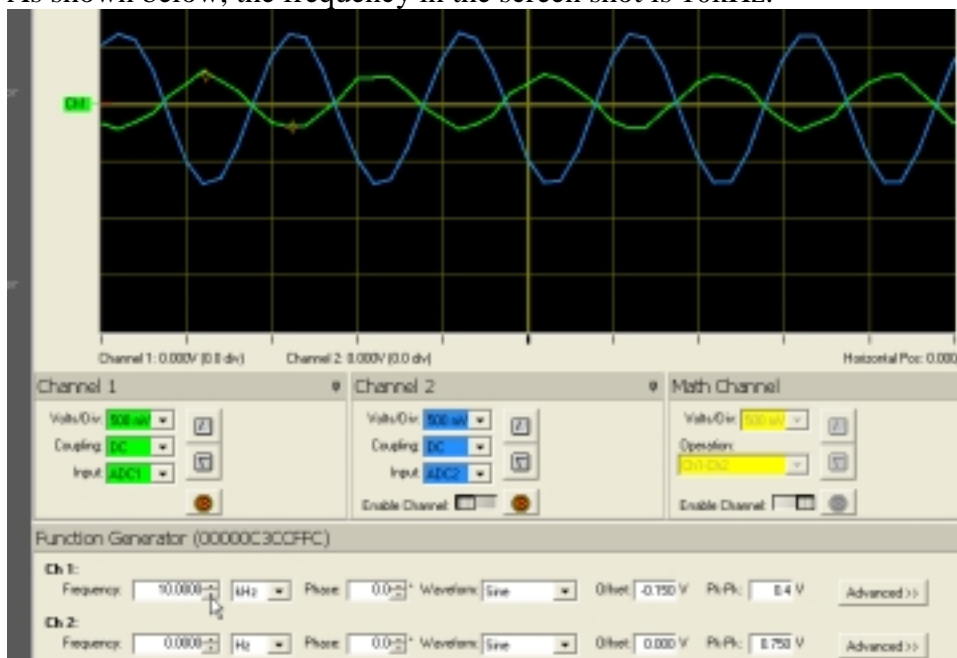 As shown below, the frequency in the screen shot is 10kHz.
Ch1
Channel 1: 0.000V (0.0 div) Channel 2: 0.000V (0.0 div) Horizontal Pos: 0.000
Channel 1 Channel 2 Math Channel
Volts/Div: 500 mV Volts/Div: 500 mV Volts/Div: 500 mV
Coupling: DC Coupling: DC Operation:
Input: ADC1 Input: ADC2 Ch1-Ch2
Enable Channel: Enable Channel:
Function Generator (00000C3CCFFC)
Ch 1:
Frequency: 10.0000 kHz Phase: 0.0 ° Waveform: Sine Offset: -0.750 V Pk-Pk: 0.4 V Advanced >>
Ch 2:
Frequency: 0.0000 Hz Phase: 0.0 ° Waveform: Sine Offset: 0.000 V Pk-Pk: 0.750 V Advanced >>